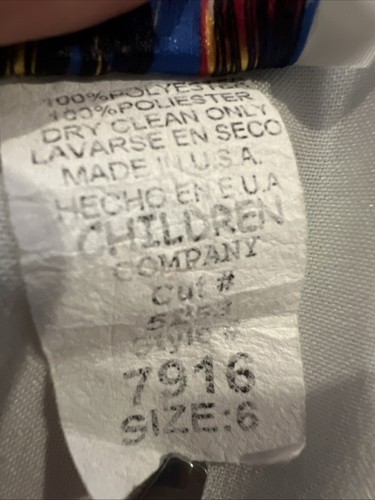 100%POLYESTER
100%POLIESTER
DRY CLEAN ONLY
LAVARSE EN SECO
MADE IN U.S.A.
HECHO EN E.U.A
CHILDREN
COMPANY
Cut #
Style #
7916
SIZE:6